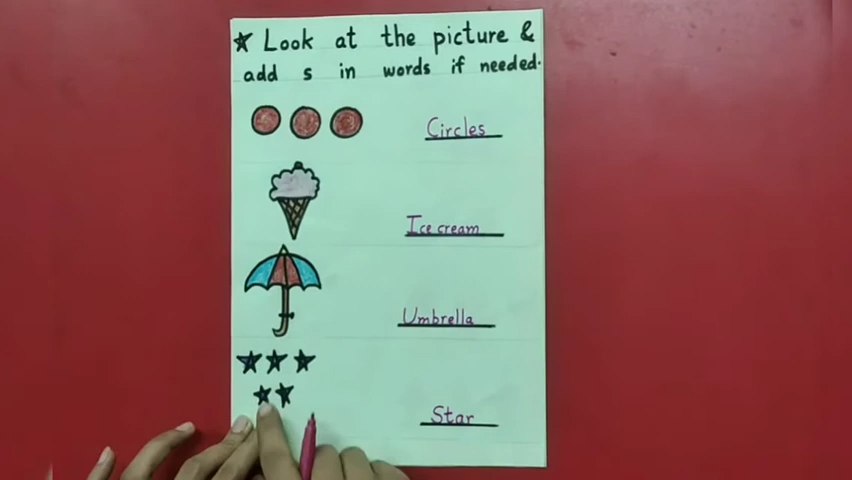 Look at the picture &
add s in words if needed.
Circles
Ice cream
Umbrella
Star